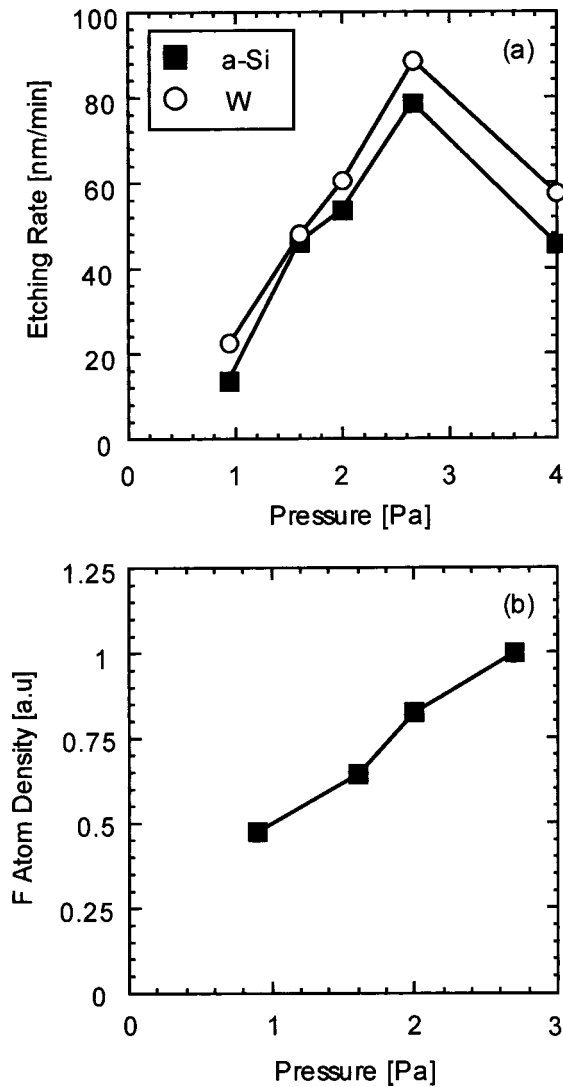 100
80
60
40
20
0
Etching Rate [nm/min]
a-Si
W
(a)
0 1 2 3 4
Pressure [Pa]
1.25
1
0.75
0.5
0.25
0
F Atom Density [a.u]
(b)
0 1 2 3
Pressure [Pa]